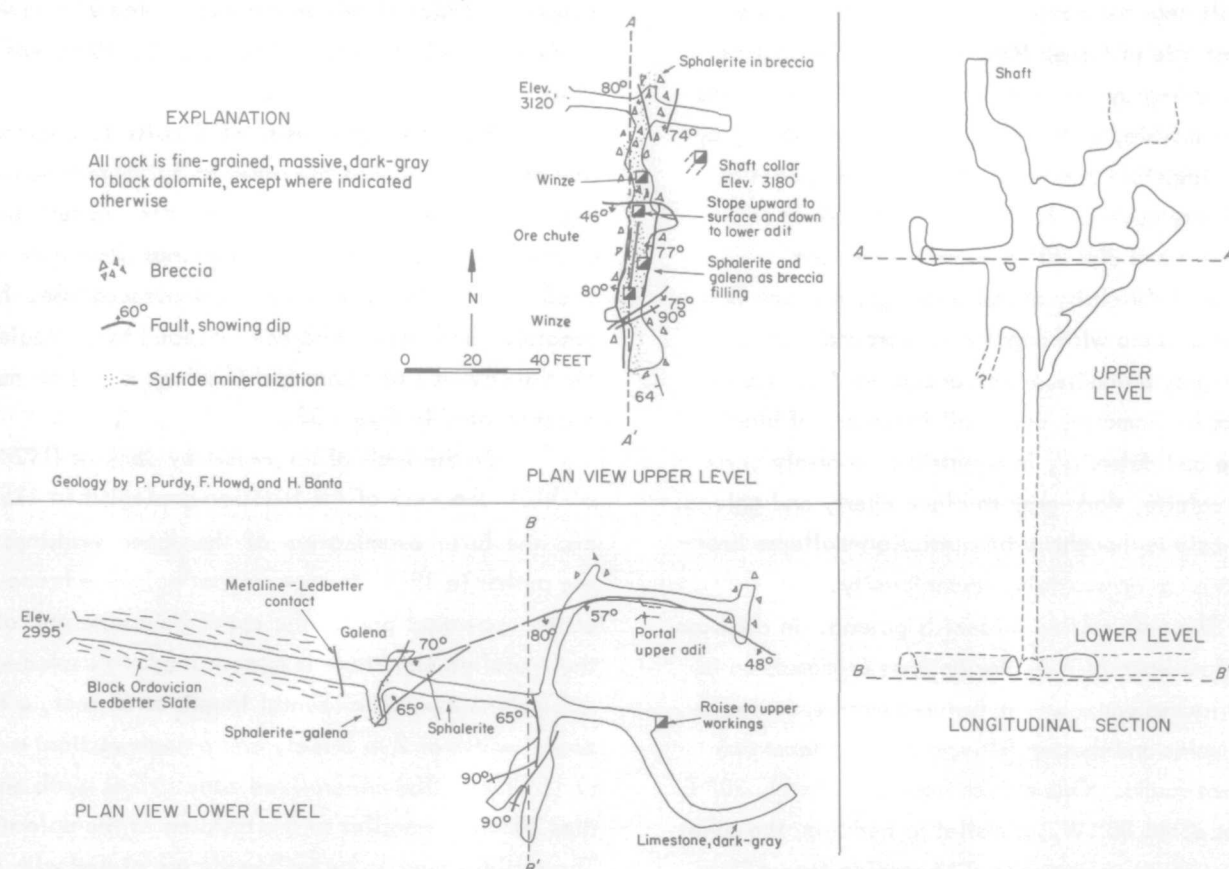 EXPLANATION
All rock is fine-grained, massive, dark-gray
to black dolomite, except where indicated
otherwise
Breccia
60°
Fault, showing dip
Sulfide mineralization
Geology by P. Purdy, F. Howd, and H. Banta
N
0 20 40 FEET
A
Sphalerite in breccia
80°
Elev.
3120'
74°
Shaft collar
Elev. 3180'
Winze
Stope upward to
surface and down
to lower adit
46°
Ore chute
77°
Sphalerite and
galena as breccia
filling
80°
75°
90°
Winze
64
A'
PLAN VIEW UPPER LEVEL
B
Metaline-Ledbetter
contact
Elev.
2995'
Galena
70°
80°
57°
Portal
upper adit
48°
Black Ordovician
Ledbetter Slate
65°
65°
Sphalerite
Sphalerite-galena
Raise to upper
workings
90°
90°
PLAN VIEW LOWER LEVEL
Limestone, dark-gray
B'
Shaft
A
?
UPPER
LEVEL
LOWER LEVEL
B
LONGITUDINAL SECTION